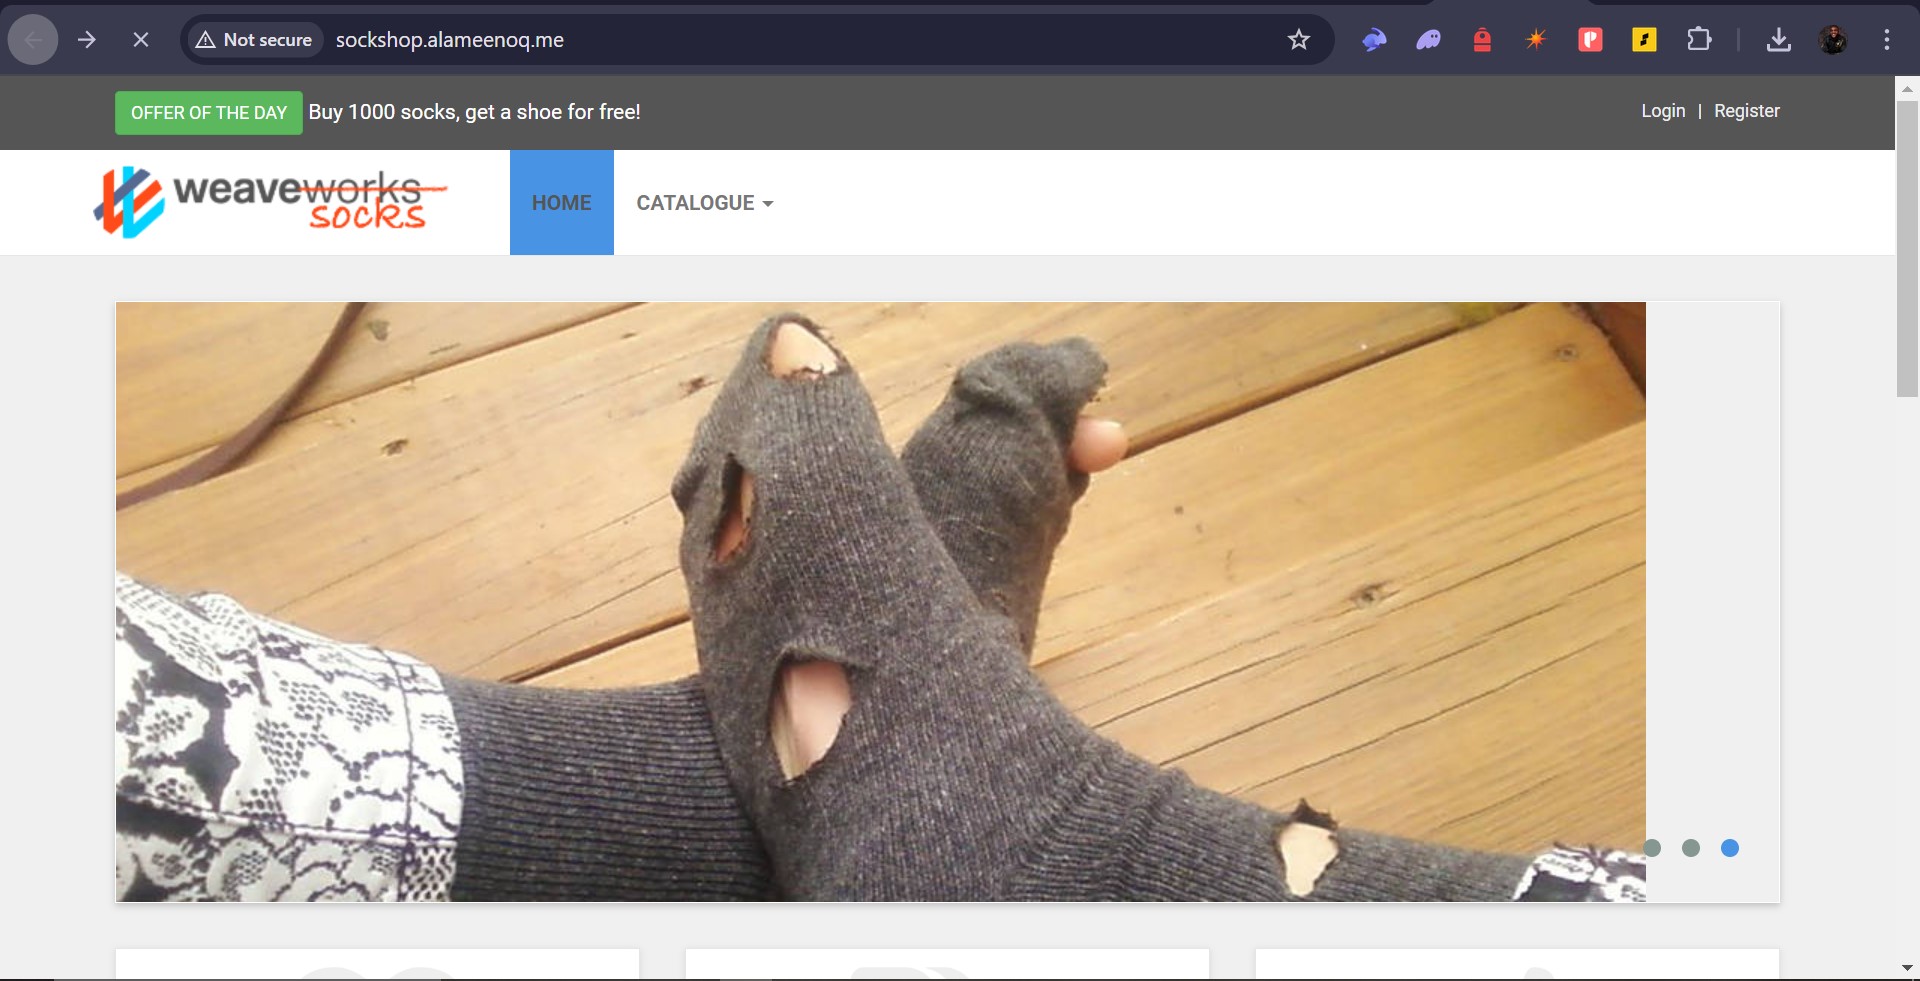 Not secure sockshop.alameenoq.me
OFFER OF THE DAY Buy 1000 socks, get a shoe for free!
Login | Register
weaveworks
socks
HOME CATALOGUE